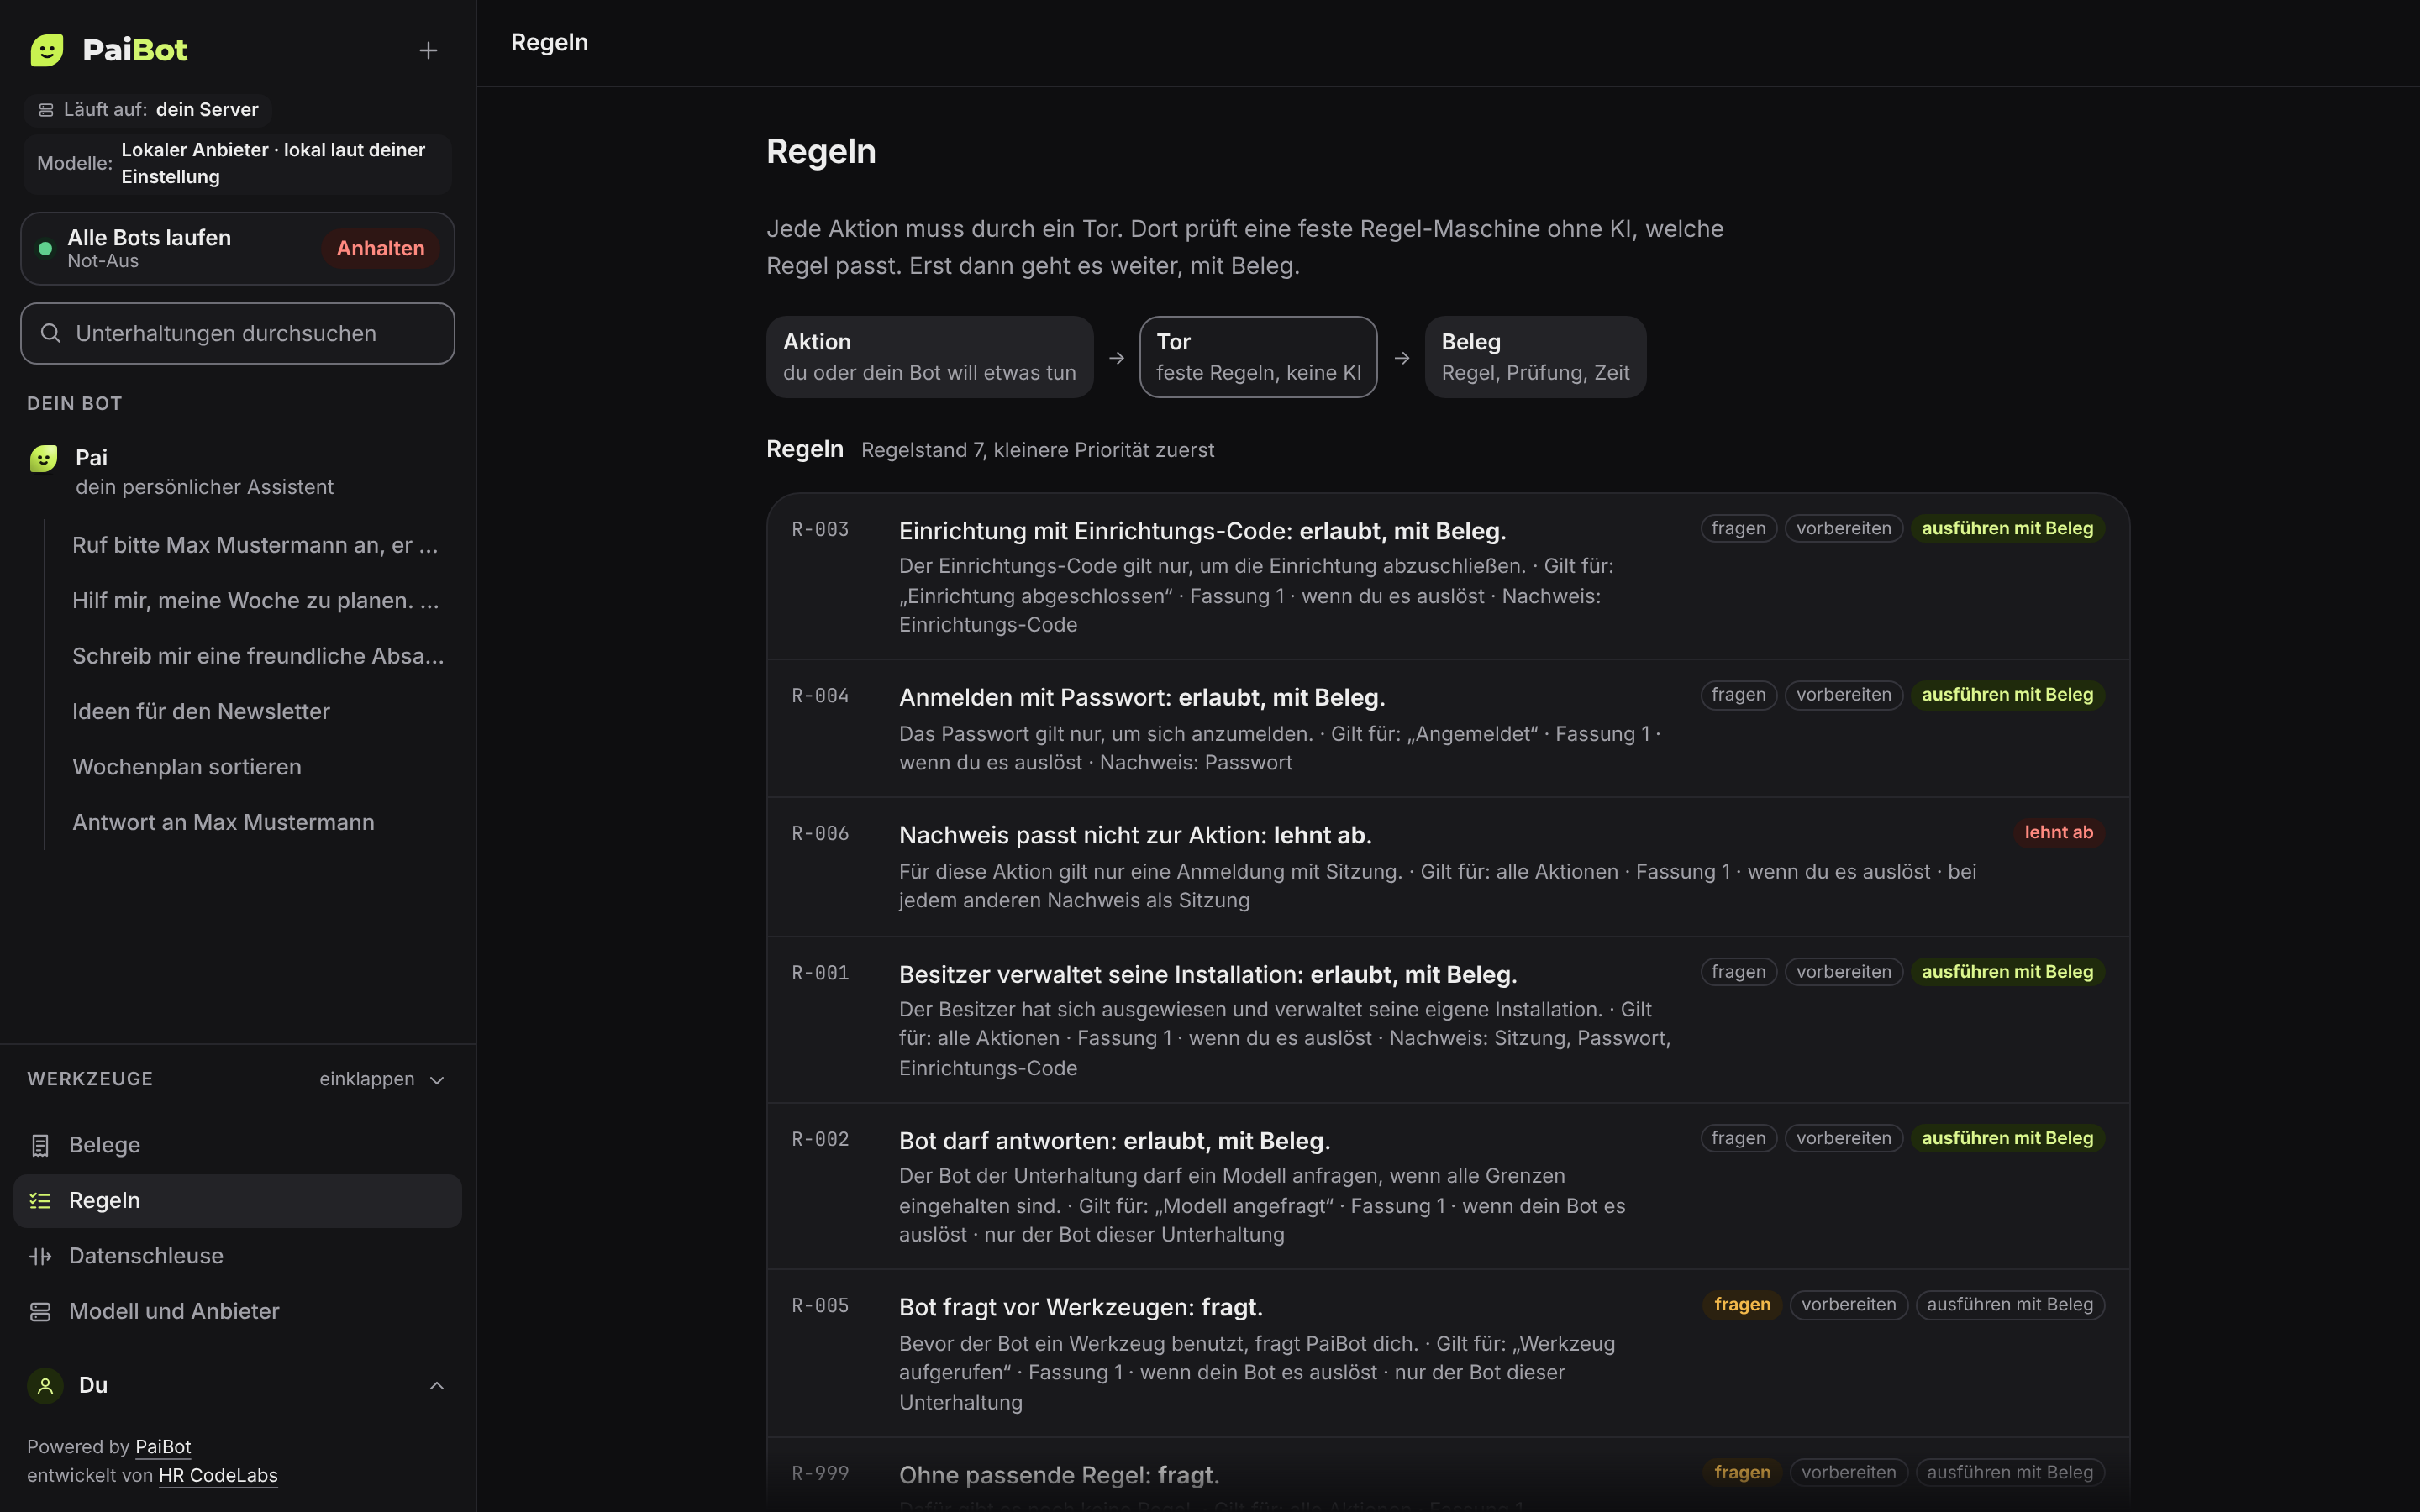 PaiBot
Läuft auf: dein Server
Modelle: Lokaler Anbieter · lokal laut deiner
Einstellung
Alle Bots laufen
Not-Aus
Anhalten
Unterhaltungen durchsuchen
DEIN BOT
Pai
dein persönlicher Assistent
Ruf bitte Max Mustermann an, er ...
Hilf mir, meine Woche zu planen. ...
Schreib mir eine freundliche Absa...
Ideen für den Newsletter
Wochenplan sortieren
Antwort an Max Mustermann
WERKZEUGE
einklappen
Belege
Regeln
Datenschleuse
Modell und Anbieter
Du
Powered by PaiBot
entwickelt von HR CodeLabs
Regeln
Regeln
Jede Aktion muss durch ein Tor. Dort prüft eine feste Regel-Maschine ohne KI, welche
Regel passt. Erst dann geht es weiter, mit Beleg.
Aktion
du oder dein Bot will etwas tun
→
Tor
feste Regeln, keine KI
→
Beleg
Regel, Prüfung, Zeit
Regeln Regelstand 7, kleinere Priorität zuerst
R-003 Einrichtung mit Einrichtungs-Code: erlaubt, mit Beleg. fragen vorbereiten ausführen mit Beleg
Der Einrichtungs-Code gilt nur, um die Einrichtung abzuschließen. · Gilt für:
„Einrichtung abgeschlossen“ · Fassung 1 · wenn du es auslöst · Nachweis:
Einrichtungs-Code
R-004 Anmelden mit Passwort: erlaubt, mit Beleg. fragen vorbereiten ausführen mit Beleg
Das Passwort gilt nur, um sich anzumelden. · Gilt für: „Angemeldet“ · Fassung 1 ·
wenn du es auslöst · Nachweis: Passwort
R-006 Nachweis passt nicht zur Aktion: lehnt ab. lehnt ab
Für diese Aktion gilt nur eine Anmeldung mit Sitzung. · Gilt für: alle Aktionen · Fassung 1 · wenn du es auslöst · bei
jedem anderen Nachweis als Sitzung
R-001 Besitzer verwaltet seine Installation: erlaubt, mit Beleg. fragen vorbereiten ausführen mit Beleg
Der Besitzer hat sich ausgewiesen und verwaltet seine eigene Installation. · Gilt
für: alle Aktionen · Fassung 1 · wenn du es auslöst · Nachweis: Sitzung, Passwort,
Einrichtungs-Code
R-002 Bot darf antworten: erlaubt, mit Beleg. fragen vorbereiten ausführen mit Beleg
Der Bot der Unterhaltung darf ein Modell anfragen, wenn alle Grenzen
eingehalten sind. · Gilt für: „Modell angefragt“ · Fassung 1 · wenn dein Bot es
auslöst · nur der Bot dieser Unterhaltung
R-005 Bot fragt vor Werkzeugen: fragt. fragen vorbereiten ausführen mit Beleg
Bevor der Bot ein Werkzeug benutzt, fragt PaiBot dich. · Gilt für: „Werkzeug
aufgerufen“ · Fassung 1 · wenn dein Bot es auslöst · nur der Bot dieser
Unterhaltung
R-999 Ohne passende Regel: fragt. fragen vorbereiten ausführen mit Beleg
Dafür gibt es noch keine Regel. · Gilt für: alle Aktionen · Fassung 1